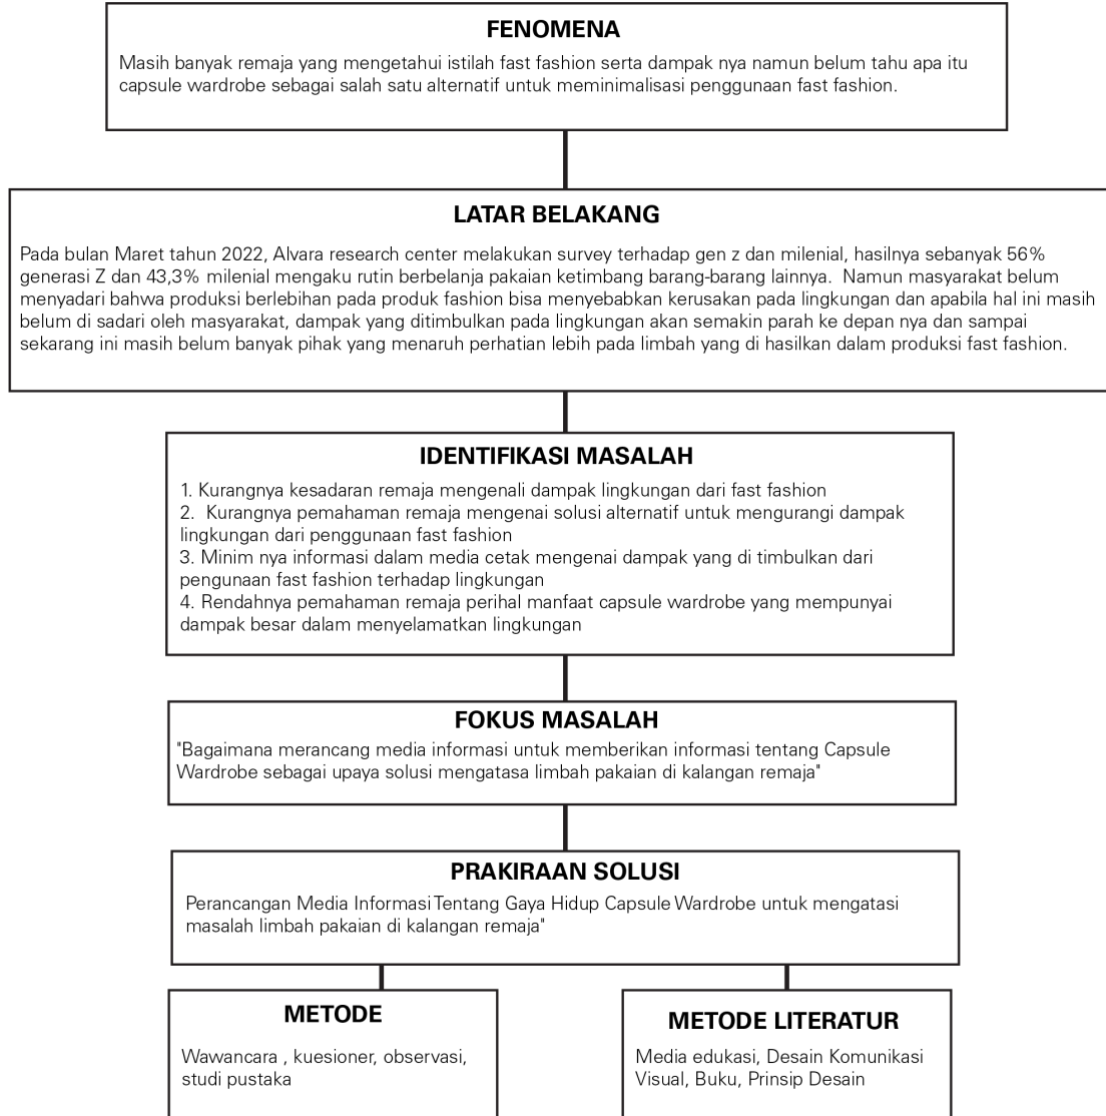 FENOMENA
Masih banyak remaja yang mengetahui istilah fast fashion serta dampak nya namun belum tahu apa itu
capsule wardrobe sebagai salah satu alternatif untuk meminimalisasi penggunaan fast fashion.
LATAR BELAKANG
Pada bulan Maret tahun 2022, Alvara research center melakukan survey terhadap gen z dan milenial, hasilnya sebanyak 56%
generasi Z dan 43,3% milenial mengaku rutin berbelanja pakaian ketimbang barang-barang lainnya. Namun masyarakat belum
menyadari bahwa produksi berlebihan pada produk fashion bisa menyebabkan kerusakan pada lingkungan dan apabila hal ini masih
belum di sadari oleh masyarakat, dampak yang ditimbulkan pada lingkungan akan semakin parah ke depan nya dan sampai
sekarang ini masih belum banyak pihak yang menaruh perhatian lebih pada limbah yang di hasilkan dalam produksi fast fashion.
IDENTIFIKASI MASALAH
1. Kurangnya kesadaran remaja mengenali dampak lingkungan dari fast fashion
2. Kurangnya pemahaman remaja mengenai solusi alternatif untuk mengurangi dampak
lingkungan dari penggunaan fast fashion
3. Minim nya informasi dalam media cetak mengenai dampak yang di timbulkan dari
pengunaan fast fashion terhadap lingkungan
4. Rendahnya pemahaman remaja perihal manfaat capsule wardrobe yang mempunyai
dampak besar dalam menyelamatkan lingkungan
FOKUS MASALAH
"Bagaimana merancang media informasi untuk memberikan informasi tentang Capsule
Wardrobe sebagai upaya solusi mengatasa limbah pakaian di kalangan remaja"
PRAKIRAAN SOLUSI
Perancangan Media Informasi Tentang Gaya Hidup Capsule Wardrobe untuk mengatasi
masalah limbah pakaian di kalangan remaja"
METODE
Wawancara , kuesioner, observasi,
studi pustaka
METODE LITERATUR
Media edukasi, Desain Komunikasi
Visual, Buku, Prinsip Desain